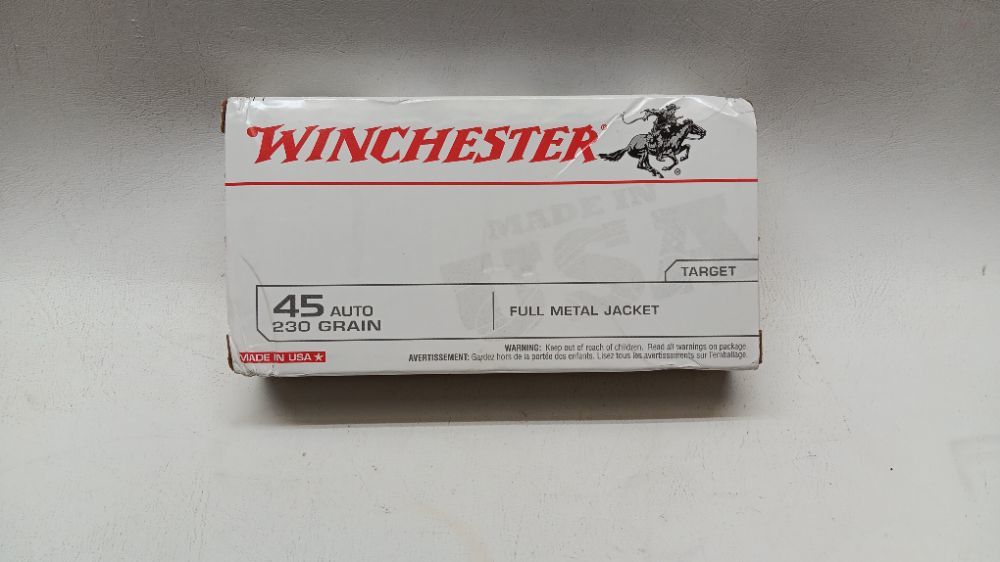 WINCHESTER®
®
MADE IN
USA
TARGET
45 AUTO
230 GRAIN
FULL METAL JACKET
WARNING: Keep out of reach of children. Read all warnings on package.
AVERTISSEMENT: Gardez hors de la portée des enfants. Lisez tous les avertissements sur l'emballage.
MADE IN USA ★